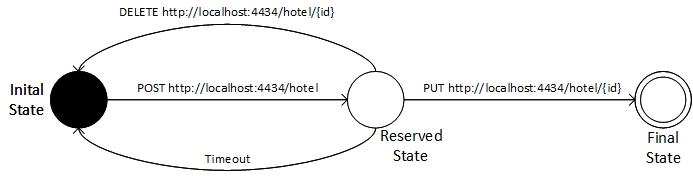 DELETE http://localhost:4434/hotel/{id}
Inital
State
POST http://localhost:4434/hotel
PUT http://localhost:4434/hotel/{id}
Reserved
State
Final
State
Timeout